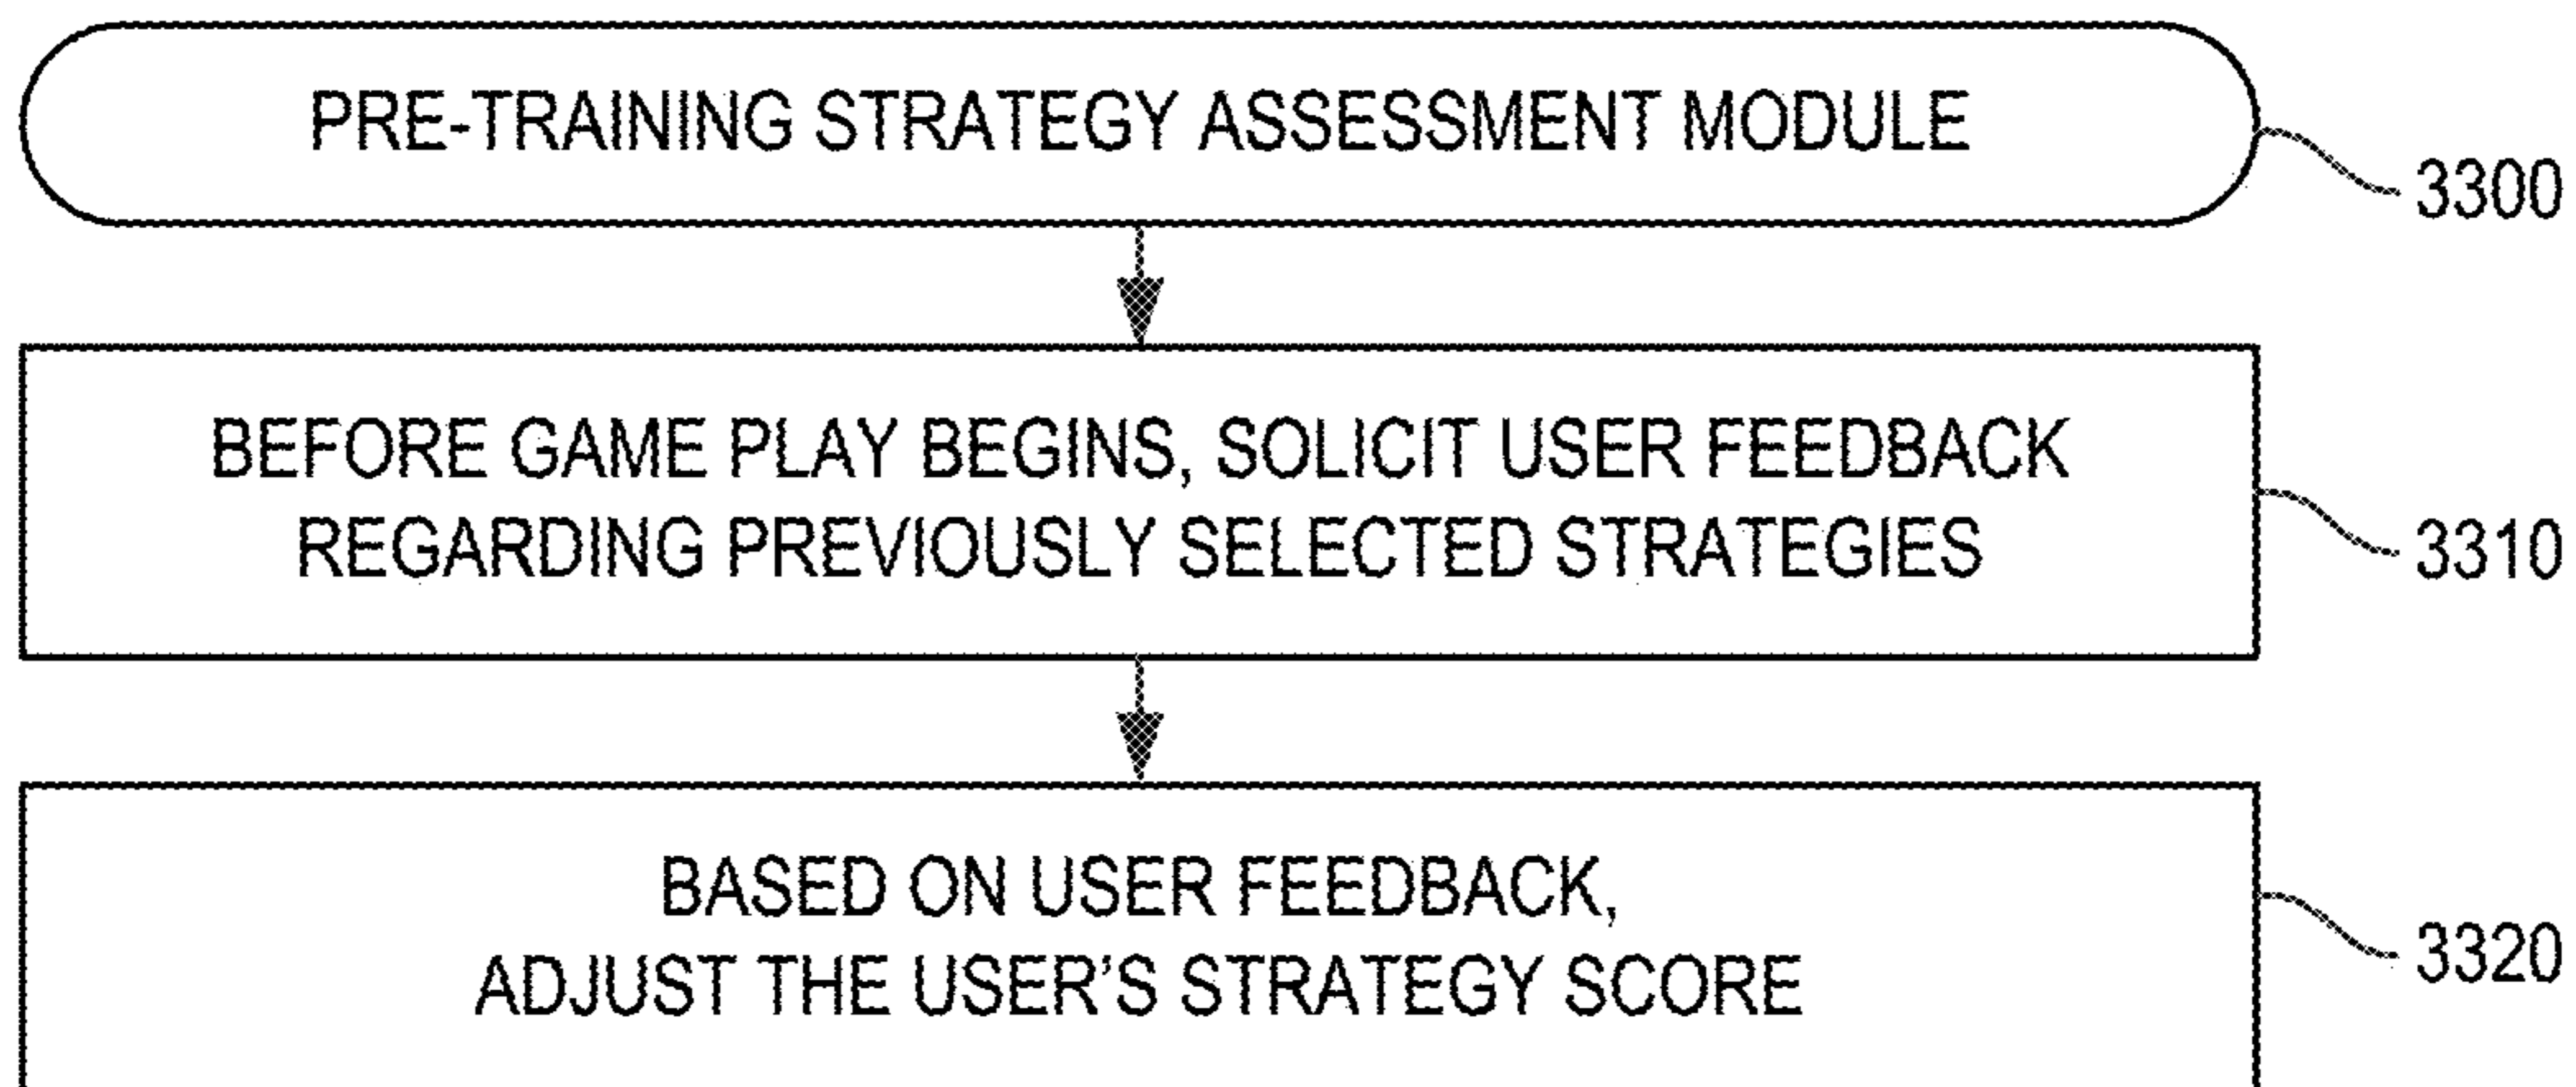 PRE-TRAINING STRATEGY ASSESSMENT MODULE
3300
BEFORE GAME PLAY BEGINS, SOLICIT USER FEEDBACK
REGARDING PREVIOUSLY SELECTED STRATEGIES
3310
BASED ON USER FEEDBACK,
ADJUST THE USER’S STRATEGY SCORE
3320